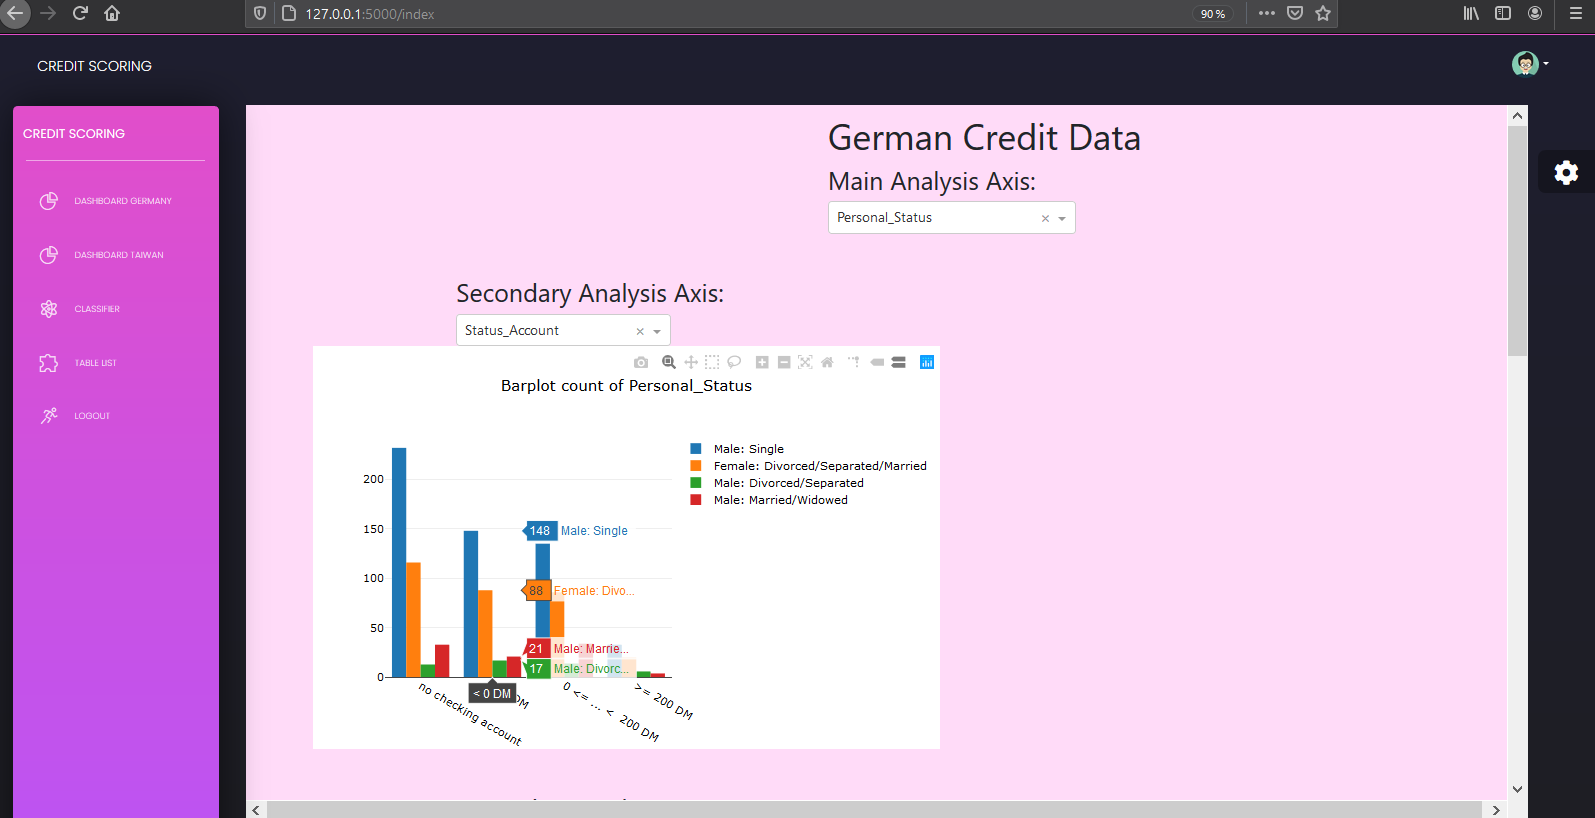 127.0.0.1:5000/index
90%
CREDIT SCORING
CREDIT SCORING
DASHBOARD GERMANY
DASHBOARD TAIWAN
CLASSIFIER
TABLE LIST
LOGOUT
German Credit Data
Main Analysis Axis:
Personal_Status
Secondary Analysis Axis:
Status_Account
Barplot count of Personal_Status
Male: Single
Female: Divorced/Separated/Married
Male: Divorced/Separated
Male: Married/Widowed
200
150
100
50
0
148 Male: Single
88 Female: Divo...
21 Male: Marrie...
17 Male: Divorc...
< 0 DM
no checking account
DM
0 <= ... < 200 DM
>= 200 DM